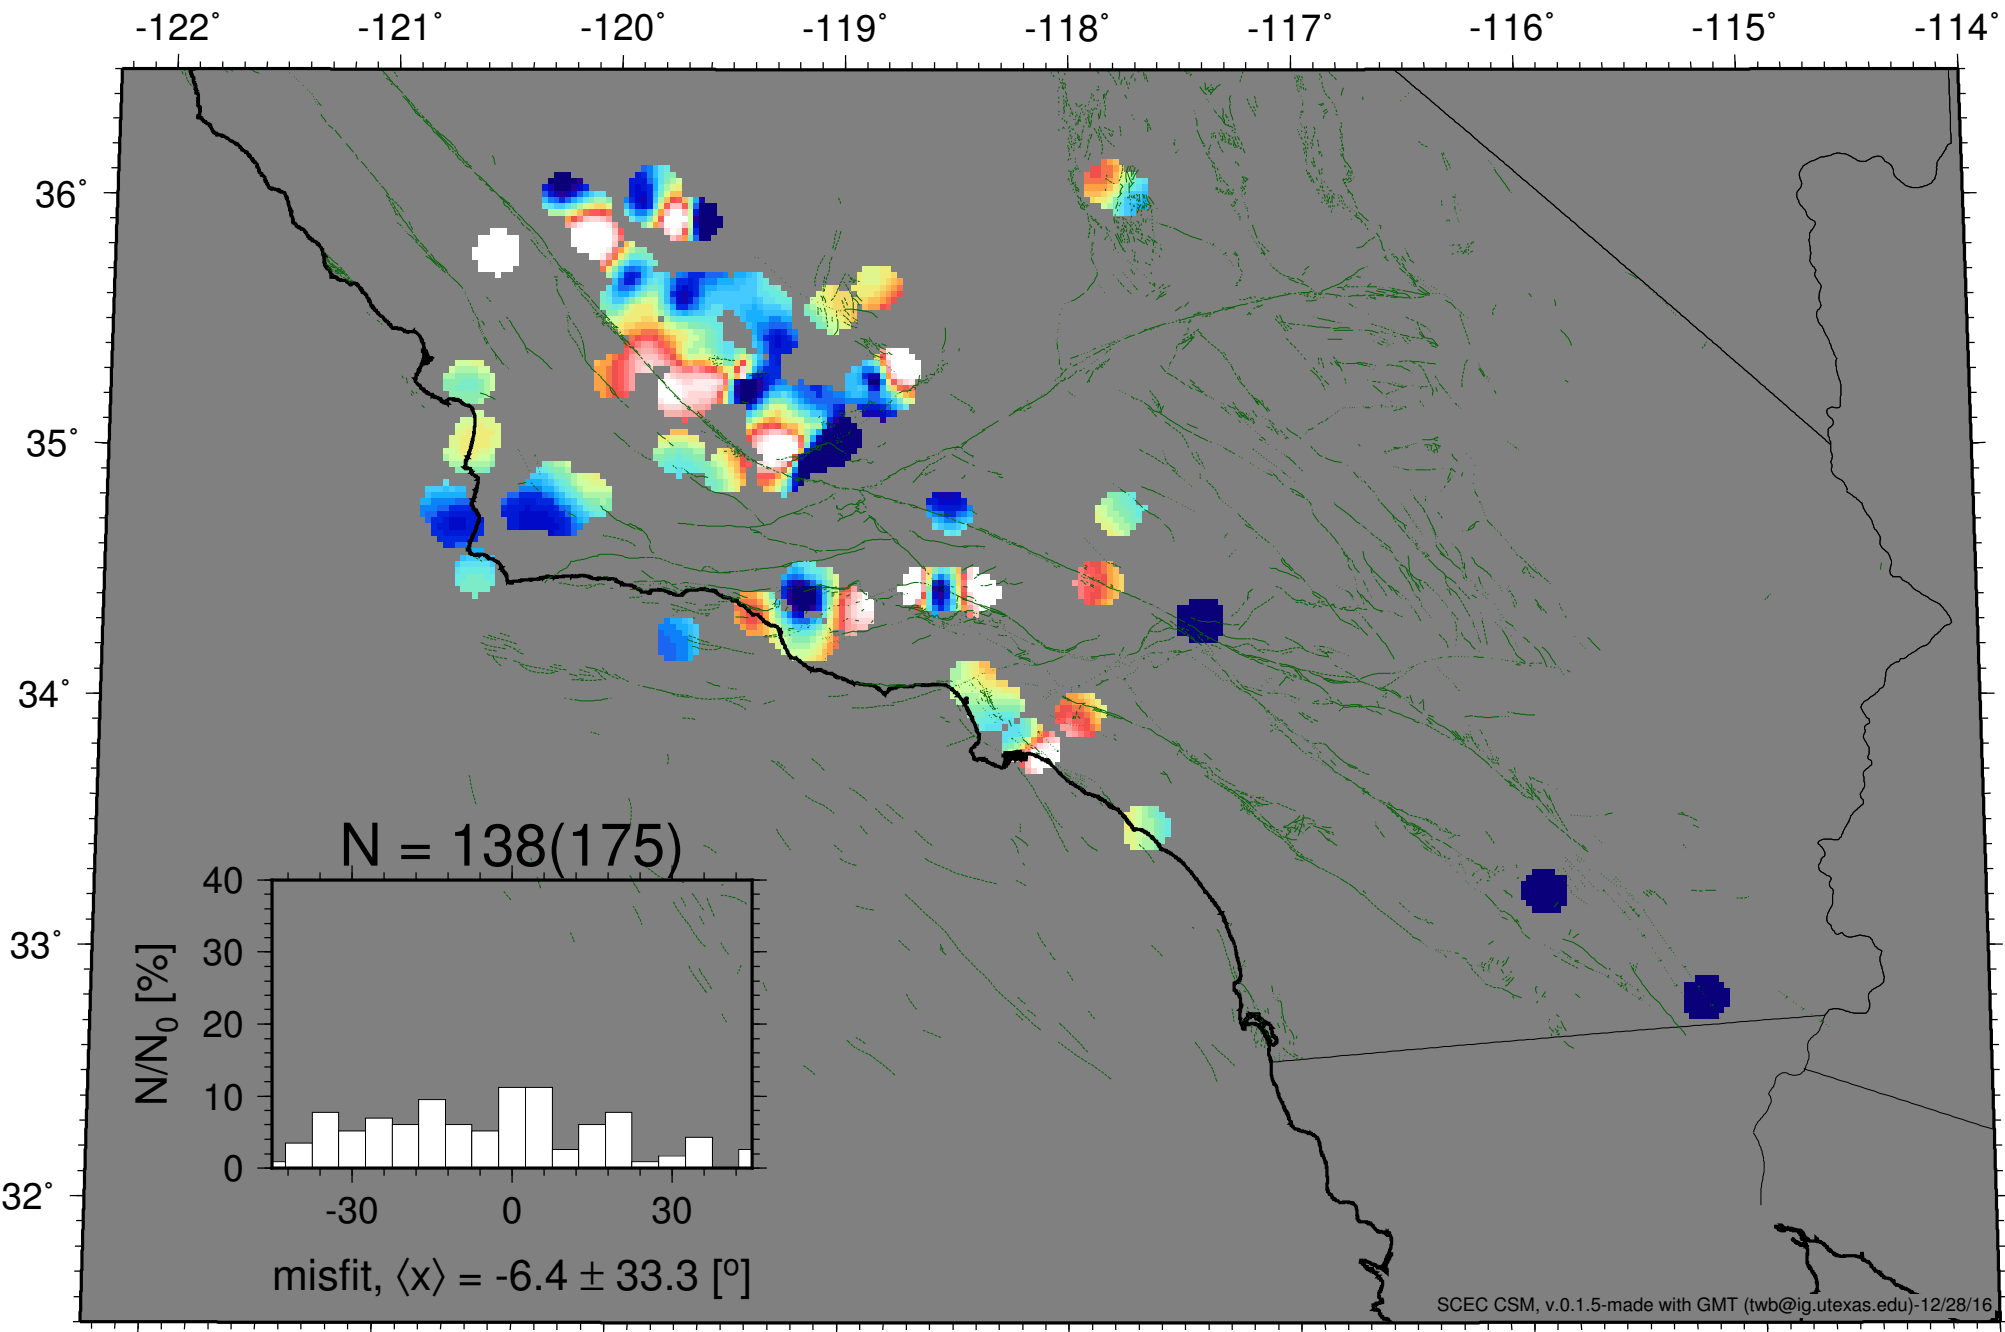 -122° -121° -120° -119° -118° -117° -116° -115° -114°
36°
35°
34°
33°
32°
N = 138(175)
40
30
20
10
0
N/N0 [%]
-30 0 30
misfit, ⟨x⟩ = -6.4 ± 33.3 [o]
SCEC CSM, v.0.1.5-made with GMT (twb@ig.utexas.edu)-12/28/16